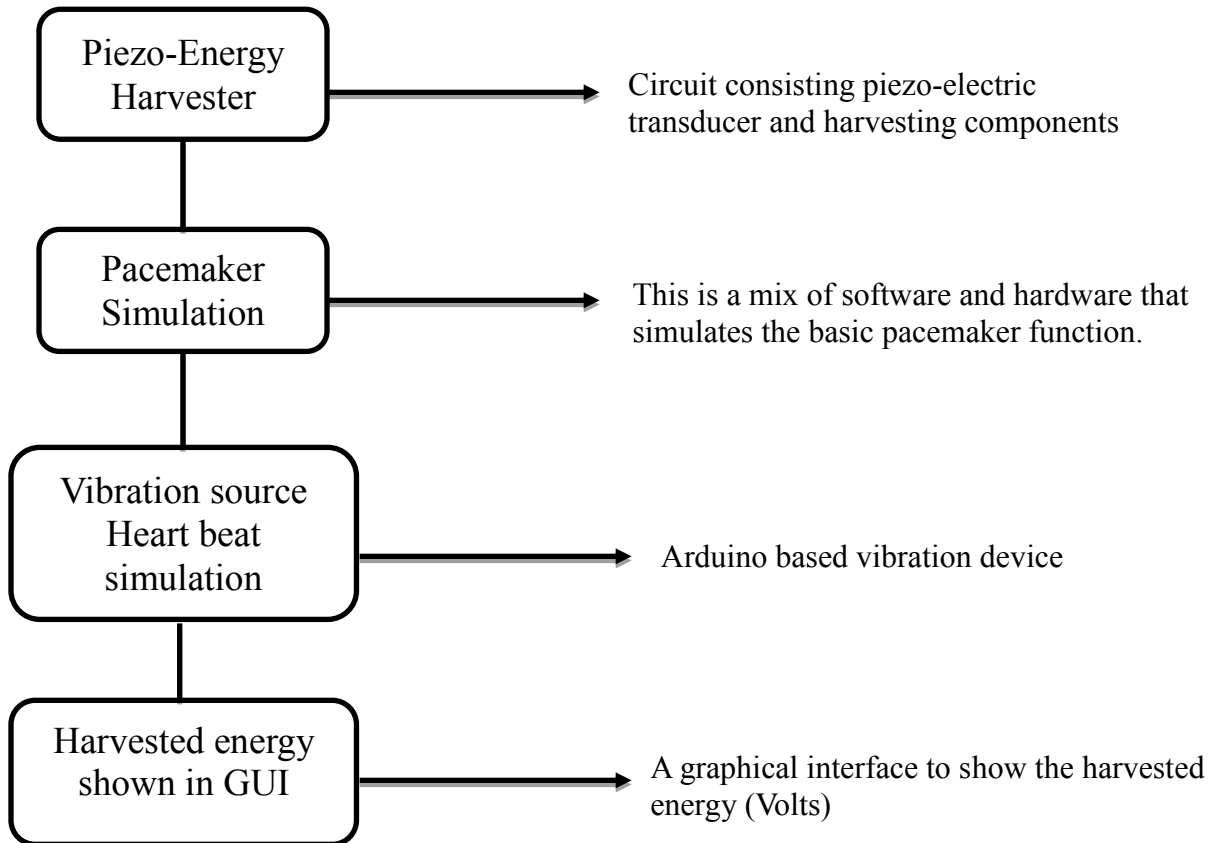 Piezo-Energy
Harvester
Circuit consisting piezo-electric
transducer and harvesting components
Pacemaker
Simulation
This is a mix of software and hardware that
simulates the basic pacemaker function.
Vibration source
Heart beat
simulation
Arduino based vibration device
Harvested energy
shown in GUI
A graphical interface to show the harvested
energy (Volts)